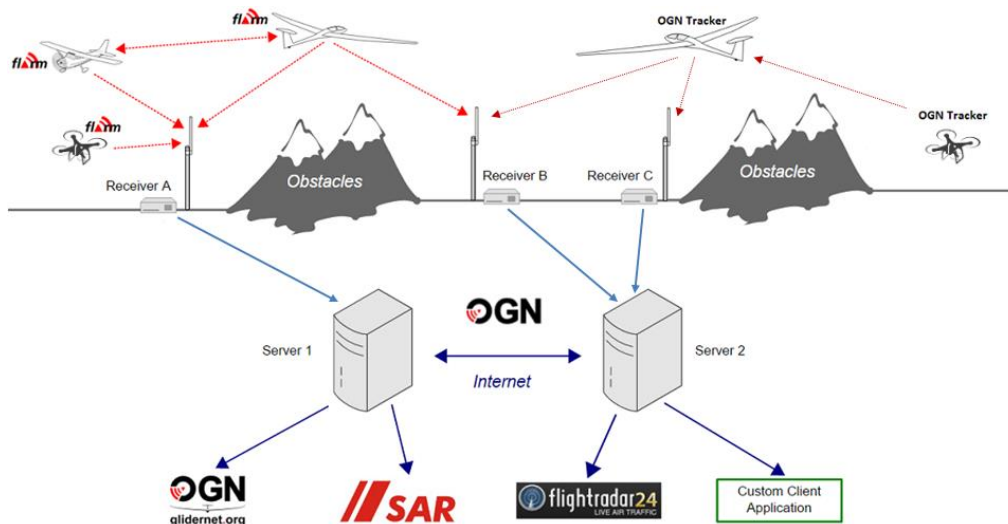 flarm
OGN Tracker
flarm
flarm
OGN Tracker
Receiver A
Obstacles
Receiver B
Receiver C
Obstacles
OGN
Server 1
Server 2
Internet
OGN
glidernet.org
SAR
flightradar24
LIVE AIR TRAFFIC
Custom Client
Application